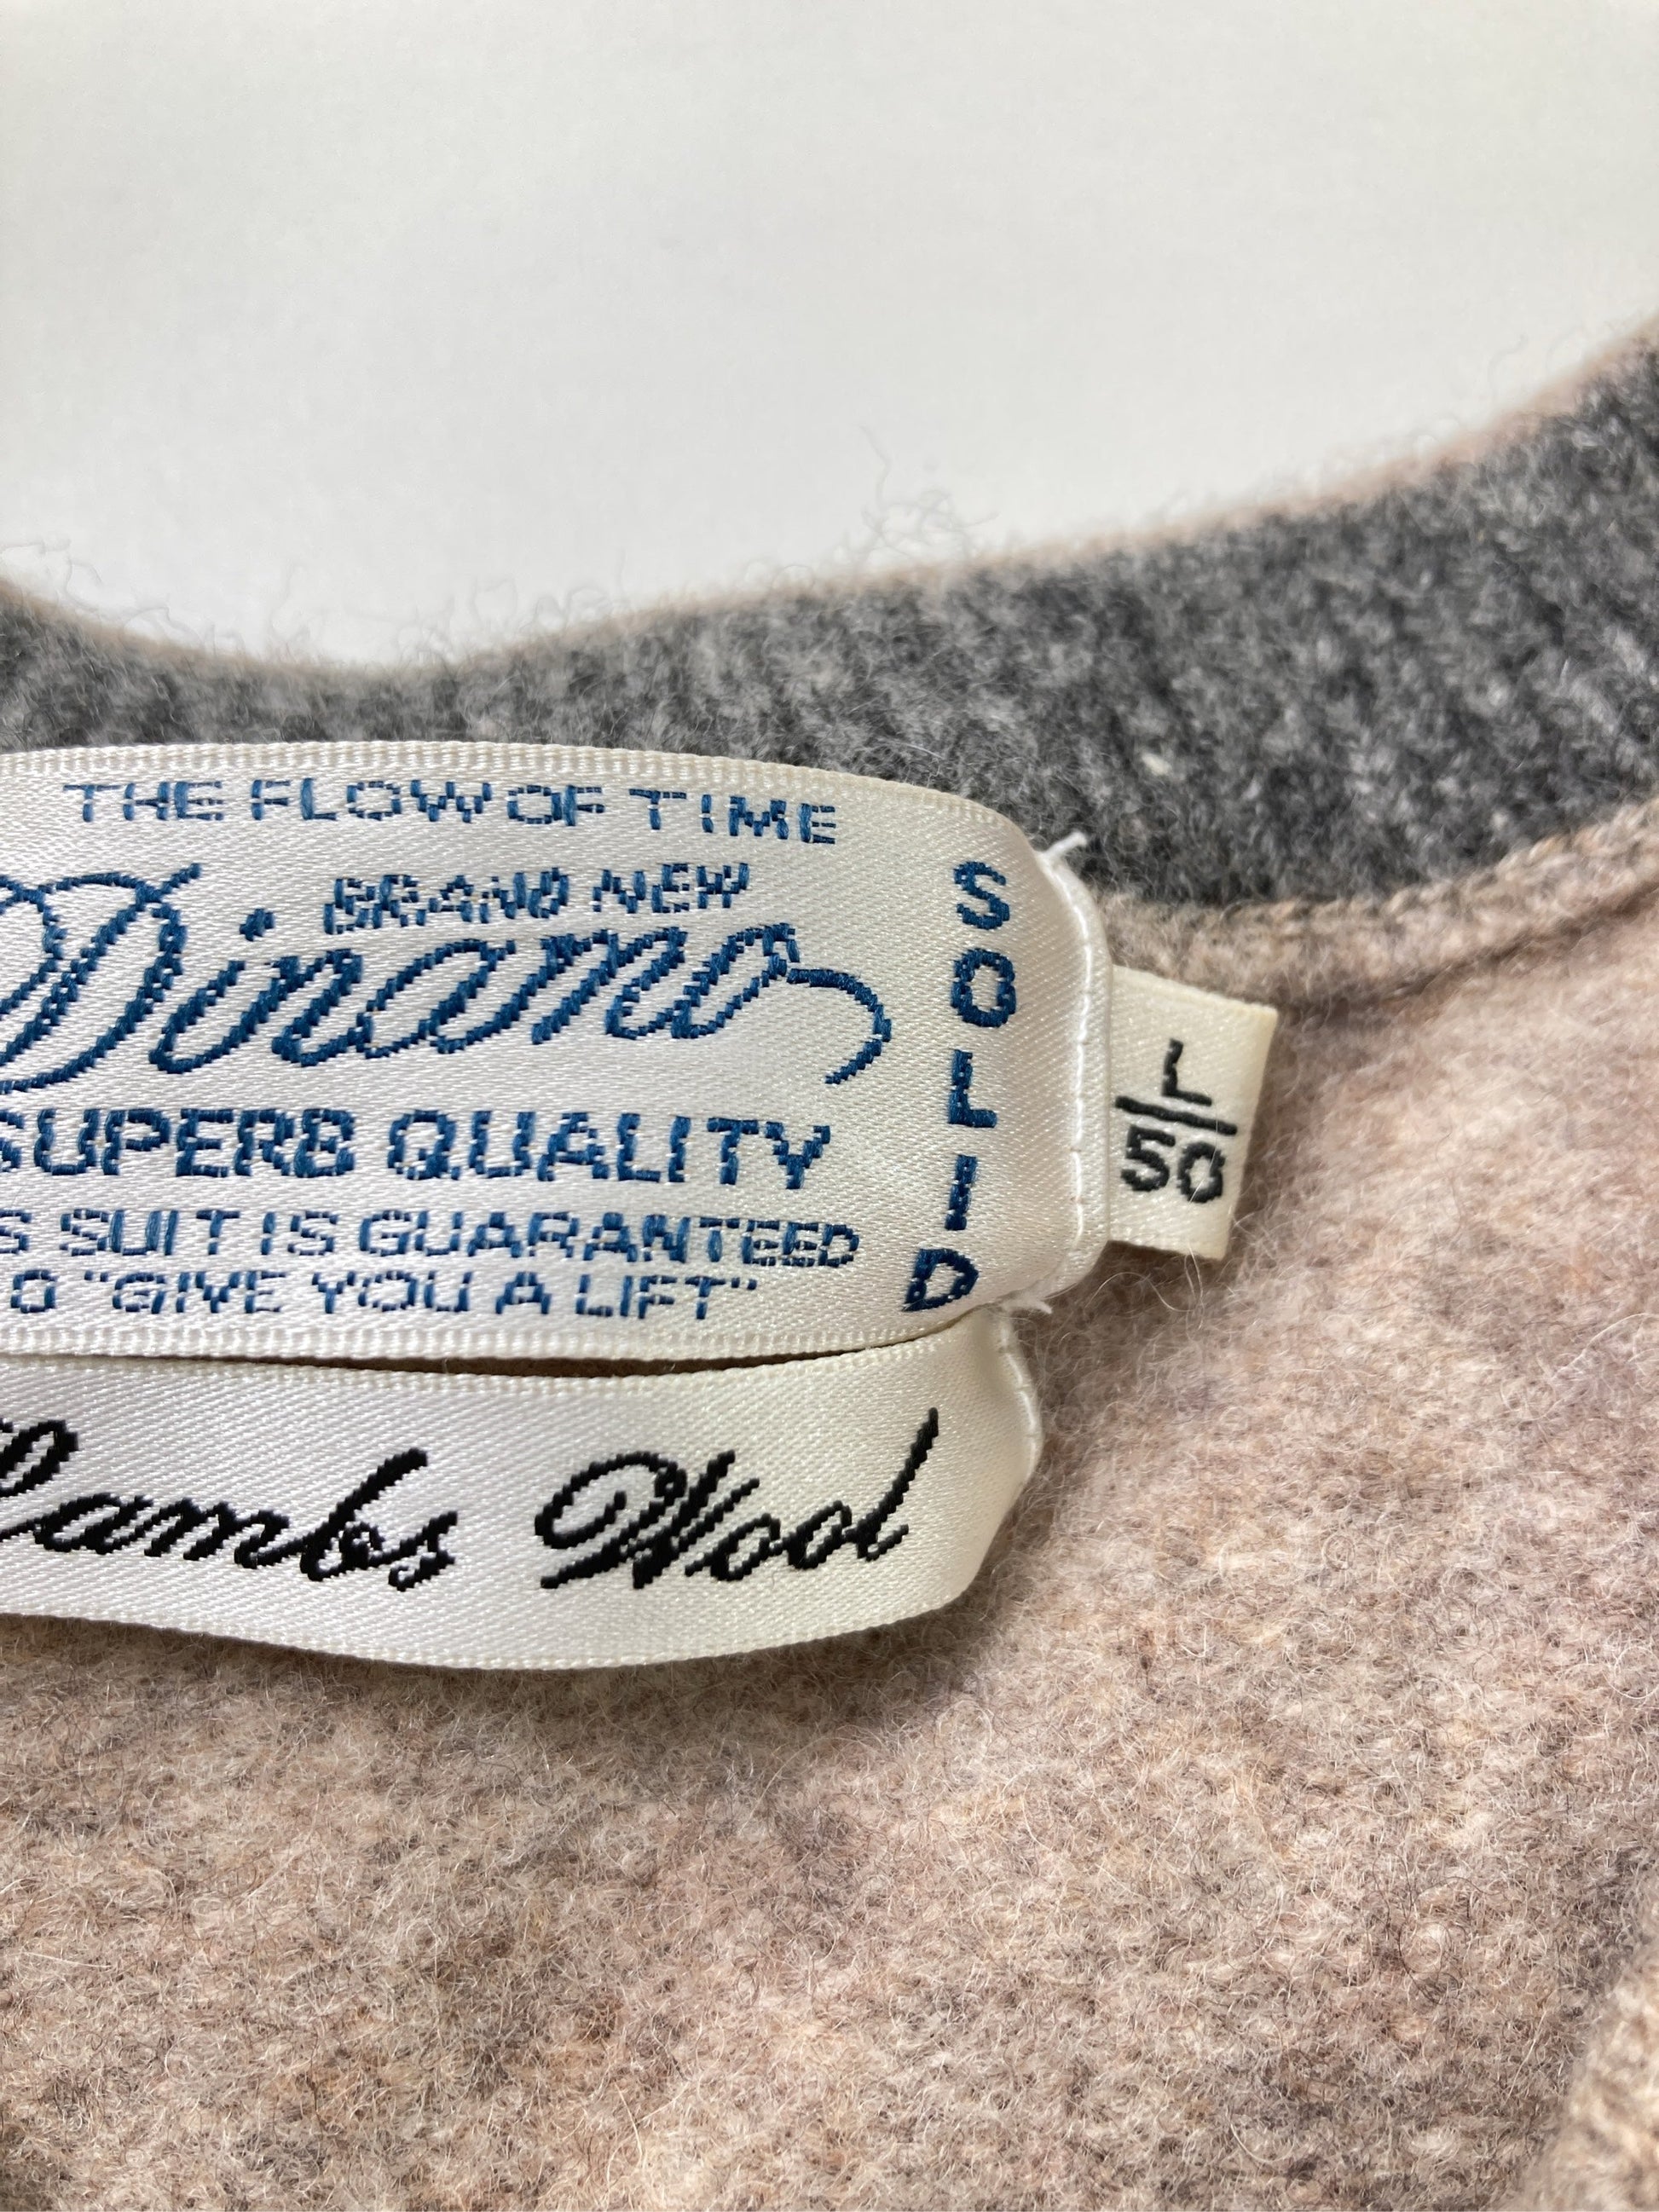 THE FLOW OF TIME
BRAND NEW
Dinamo
SUPERB QUALITY
S SUIT IS GUARANTEED
O "GIVE YOU A LIFT"
SOLID
L
50
Lambs Wool